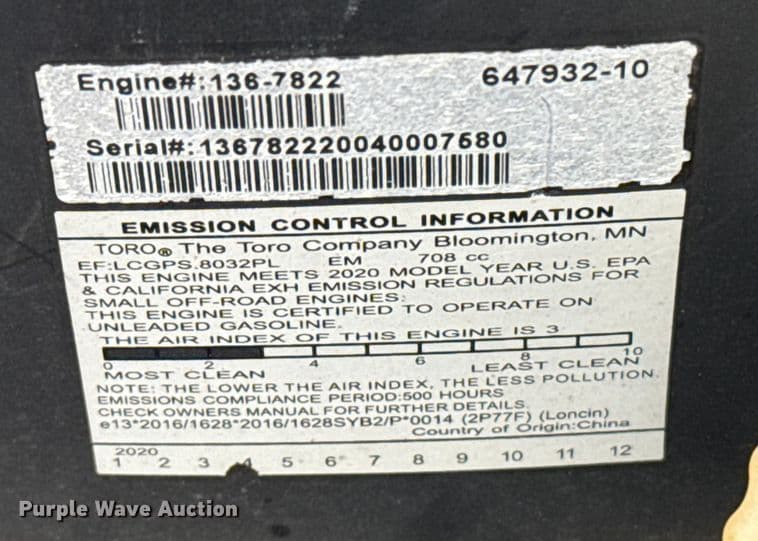 Engine#:136-7822 647932-10
Serial#:136782220040007680
EMISSION CONTROL INFORMATION
TORO® The Toro Company Bloomington, MN
EF:LCGPS.8032PL EM 708 cc
THIS ENGINE MEETS 2020 MODEL YEAR U.S. EPA
& CALIFORNIA EXH EMISSION REGULATIONS FOR
SMALL OFF-ROAD ENGINES.
THIS ENGINE IS CERTIFIED TO OPERATE ON
UNLEADED GASOLINE.
THE AIR INDEX OF THIS ENGINE IS 3
0 2 4 6 8 10
MOST CLEAN LEAST CLEAN
NOTE: THE LOWER THE AIR INDEX, THE LESS POLLUTION.
EMISSIONS COMPLIANCE PERIOD:500 HOURS
CHECK OWNERS MANUAL FOR FURTHER DETAILS.
e13*2016/1628*2016/1628SYB2/P*0014 (2P77F) (Loncin)
Country of Origin:China
2020
1 2 3 4 5 6 7 8 9 10 11 12
Purple Wave Auction